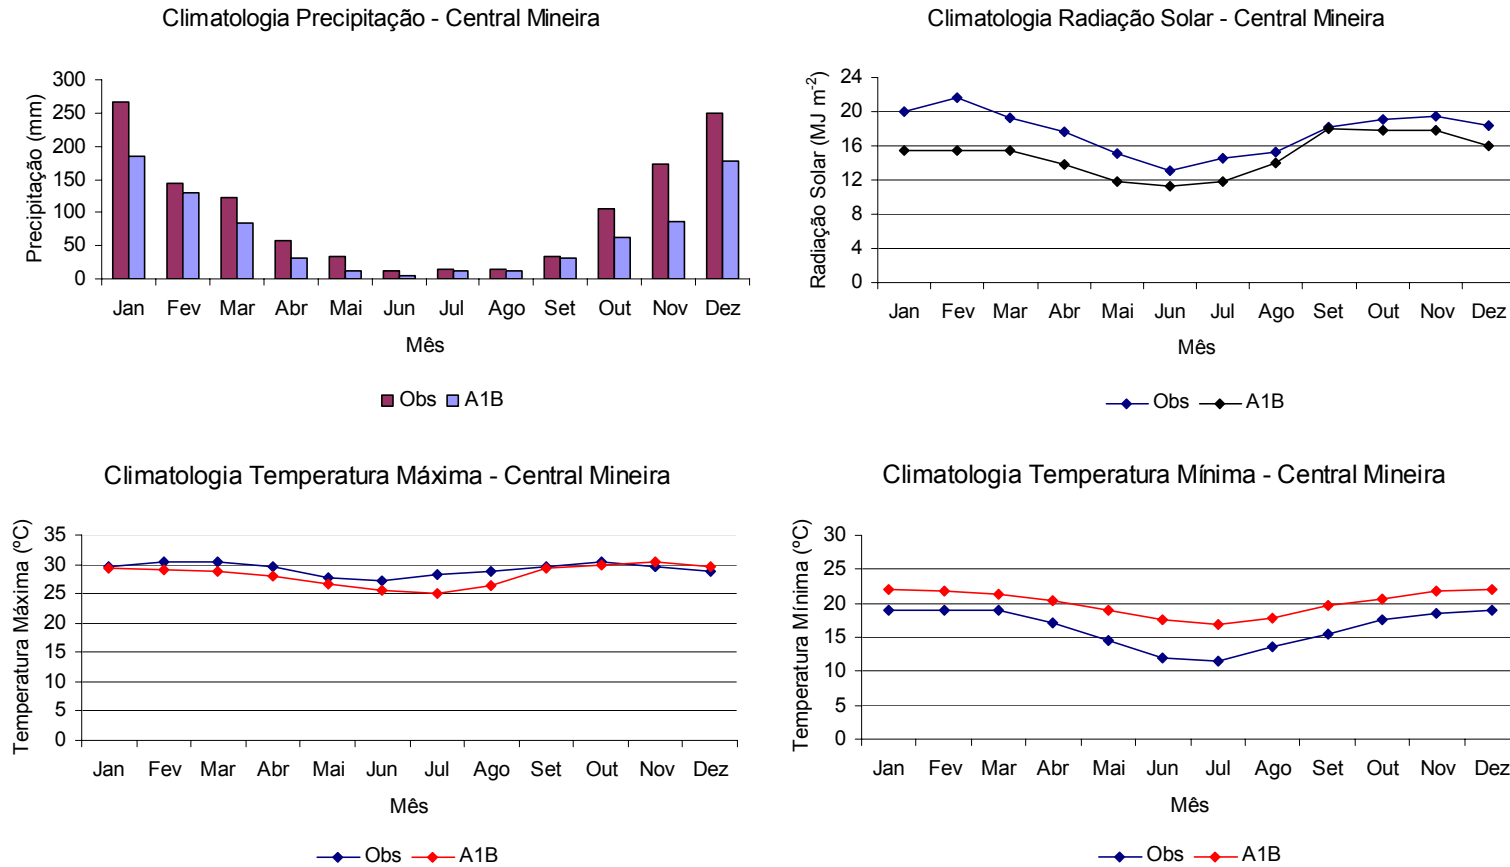 Climatologia Precipitação - Central Mineira
Precipitação (mm)
300
250
200
150
100
50
0
Jan Fev Mar Abr Mai Jun Jul Ago Set Out Nov Dez
Mês
Obs A1B
Climatologia Radiação Solar - Central Mineira
Radiação Solar (MJ m⁻²)
24
20
16
12
8
4
0
Jan Fev Mar Abr Mai Jun Jul Ago Set Out Nov Dez
Mês
Obs A1B
Climatologia Temperatura Máxima - Central Mineira
Temperatura Máxima (ºC)
35
30
25
20
15
10
5
0
Jan Fev Mar Abr Mai Jun Jul Ago Set Out Nov Dez
Mês
Obs A1B
Climatologia Temperatura Mínima - Central Mineira
Temperatura Mínima (ºC)
30
25
20
15
10
5
0
Jan Fev Mar Abr Mai Jun Jul Ago Set Out Nov Dez
Mês
Obs A1B